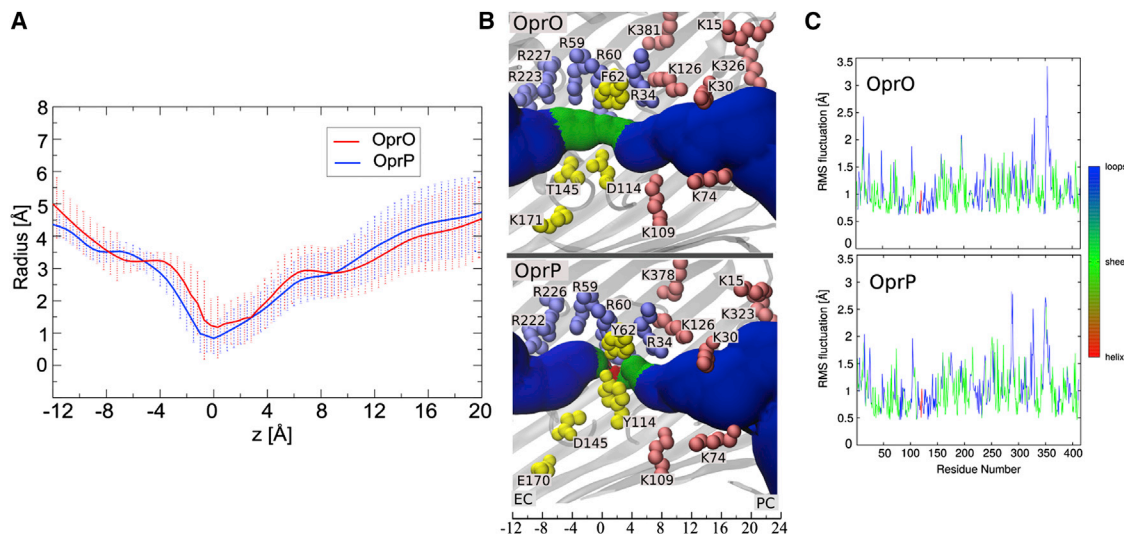 A
8
7
6
5
4
3
2
1
0
Radius [Å]
OprO
OprP
-12 -8 -4 0 4 8 12 16 20
z [Å]
B
OprO
K381
K15
R59
R227
R60
R223
F62
K126
K326
R34
K30
T145
D114
K171
K74
K109
OprP
K378
R59
K15
R226
R60
R222
Y62
K126
K323
R34
K30
Y114
D145
K74
E170
K109
EC
PC
-12 -8 -4 0 4 8 12 16 20 24
C
3.5
3
2.5
2
1.5
1
0.5
0
RMS fluctuation [Å]
OprO
3.5
3
2.5
2
1.5
1
0.5
0
RMS fluctuation [Å]
OprP
50 100 150 200 250 300 350 400
Residue Number
loops
shee
helix